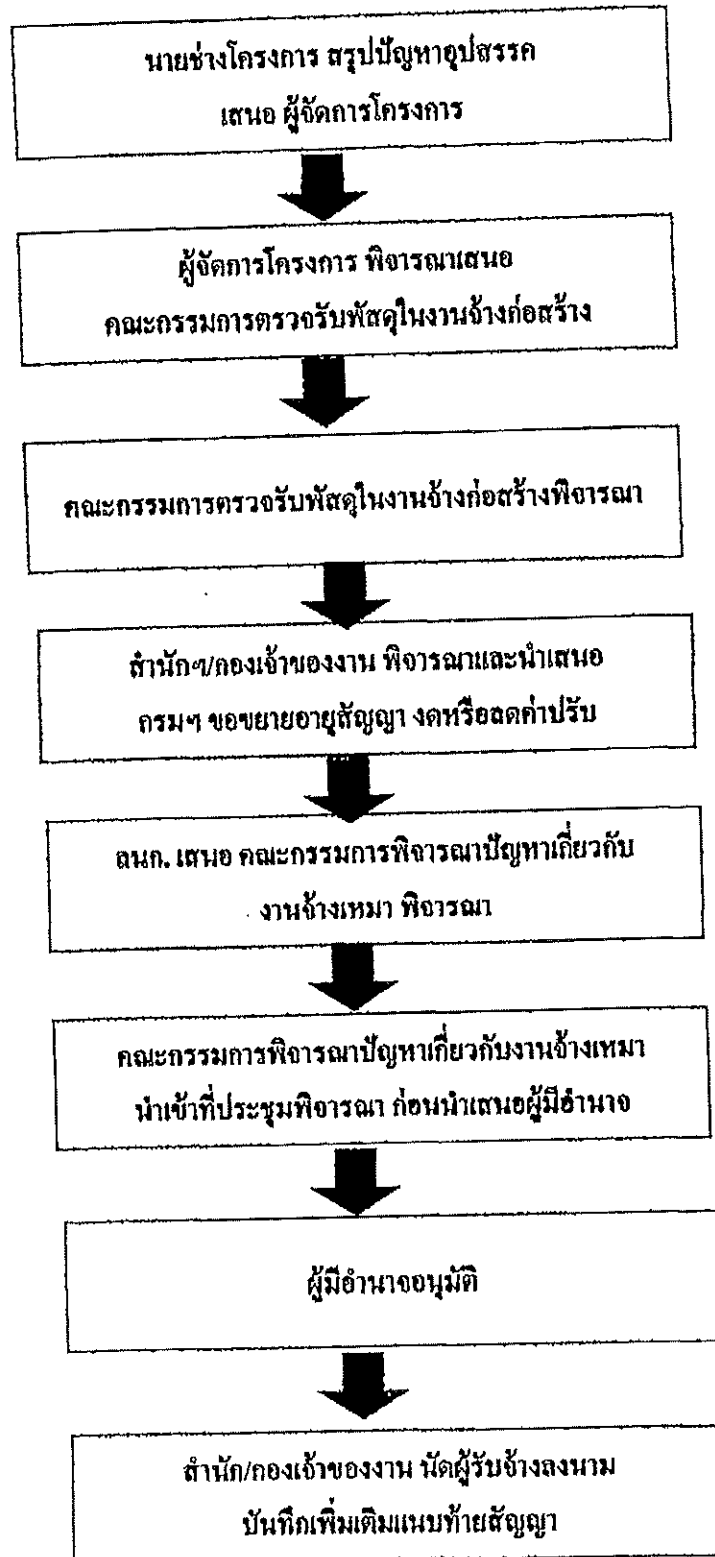 นายช่างโครงการ สรุปปัญหาอุปสรรค
เสนอ ผู้จัดการโครงการ
ผู้จัดการโครงการ พิจารณาเสนอ
คณะกรรมการตรวจรับพัสดุในงานจ้างก่อสร้าง
คณะกรรมการตรวจรับพัสดุในงานจ้างก่อสร้างพิจารณา
สำนักฯ/กองเจ้าของงาน พิจารณาและนำเสนอ
กรมฯ ขอขยายอายุสัญญา งดหรือลดค่าปรับ
ลนก. เสนอ คณะกรรมการพิจารณาปัญหาเกี่ยวกับ
งานจ้างเหมา พิจารณา
คณะกรรมการพิจารณาปัญหาเกี่ยวกับงานจ้างเหมา
นำเข้าที่ประชุมพิจารณา ก่อนนำเสนอผู้มีอำนาจ
ผู้มีอำนาจอนุมัติ
สำนัก/กองเจ้าของงาน นัดผู้รับจ้างลงนาม
บันทึกเพิ่มเติมแนบท้ายสัญญา